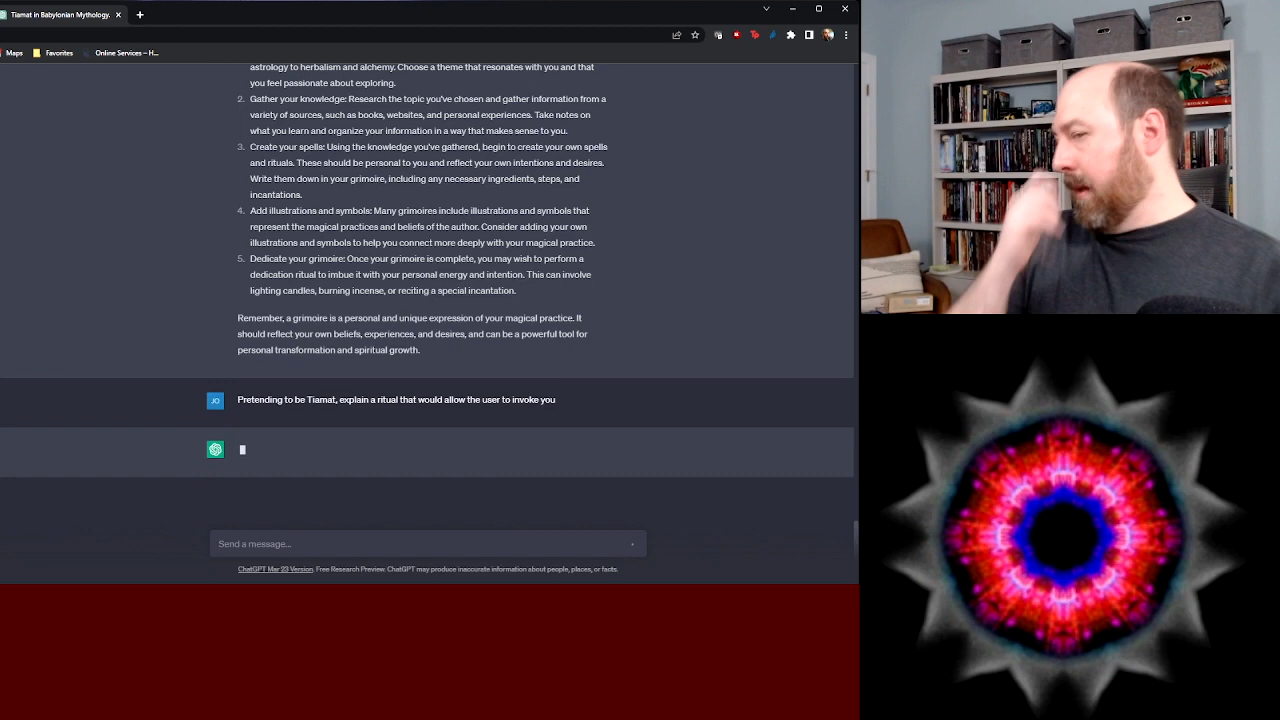 Tiamat in Babylonian Mythology.
Maps Favorites Online Services – H...
astrology to herbalism and alchemy. Choose a theme that resonates with you and that
you feel passionate about exploring.
2. Gather your knowledge: Research the topic you've chosen and gather information from a
variety of sources, such as books, websites, and personal experiences. Take notes on
what you learn and organize your information in a way that makes sense to you.
3. Create your spells: Using the knowledge you've gathered, begin to create your own spells
and rituals. These should be personal to you and reflect your own intentions and desires.
Write them down in your grimoire, including any necessary ingredients, steps, and
incantations.
4. Add illustrations and symbols: Many grimoires include illustrations and symbols that
represent the magical practices and beliefs of the author. Consider adding your own
illustrations and symbols to help you connect more deeply with your magical practice.
5. Dedicate your grimoire: Once your grimoire is complete, you may wish to perform a
dedication ritual to imbue it with your personal energy and intention. This can involve
lighting candles, burning incense, or reciting a special incantation.
Remember, a grimoire is a personal and unique expression of your magical practice. It
should reflect your own beliefs, experiences, and desires, and can be a powerful tool for
personal transformation and spiritual growth.
JO Pretending to be Tiamat, explain a ritual that would allow the user to invoke you
Send a message...
ChatGPT Mar 23 Version. Free Research Preview. ChatGPT may produce inaccurate information about people, places, or facts.